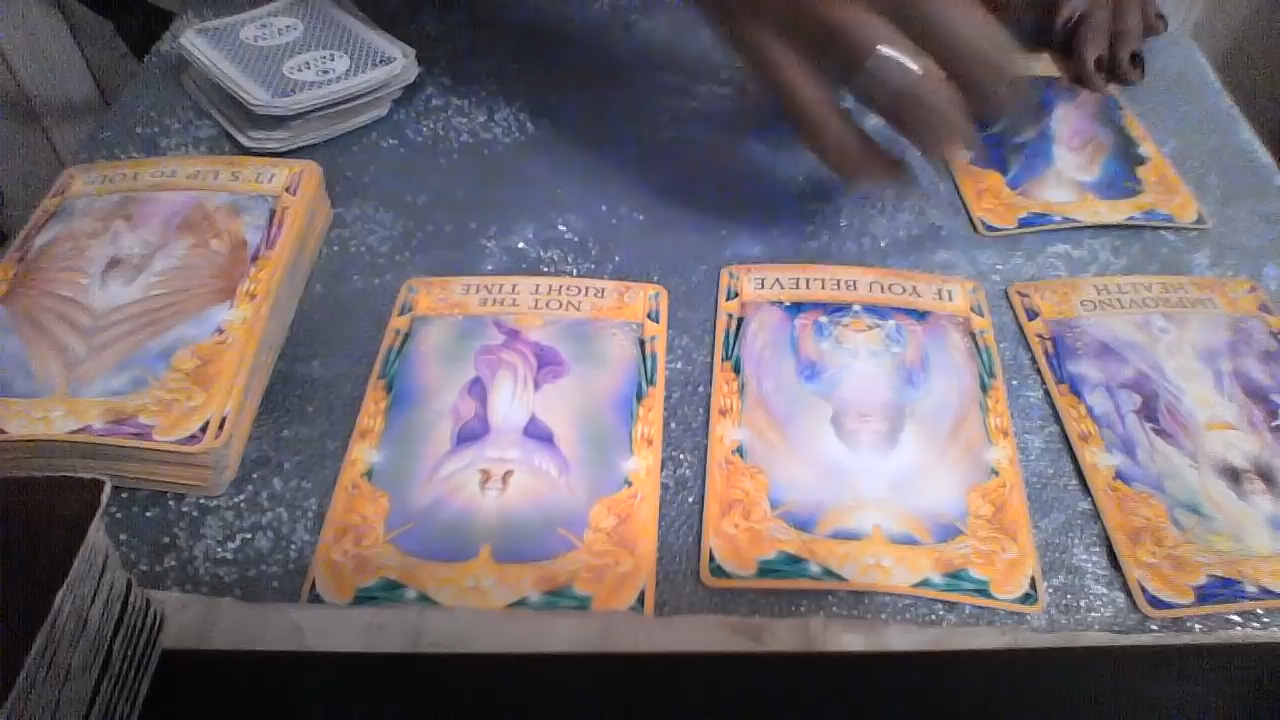 IT'S UP TO YOU
NOT THE
RIGHT TIME
IF YOU BELIEVE
IMPROVING
HEALTH